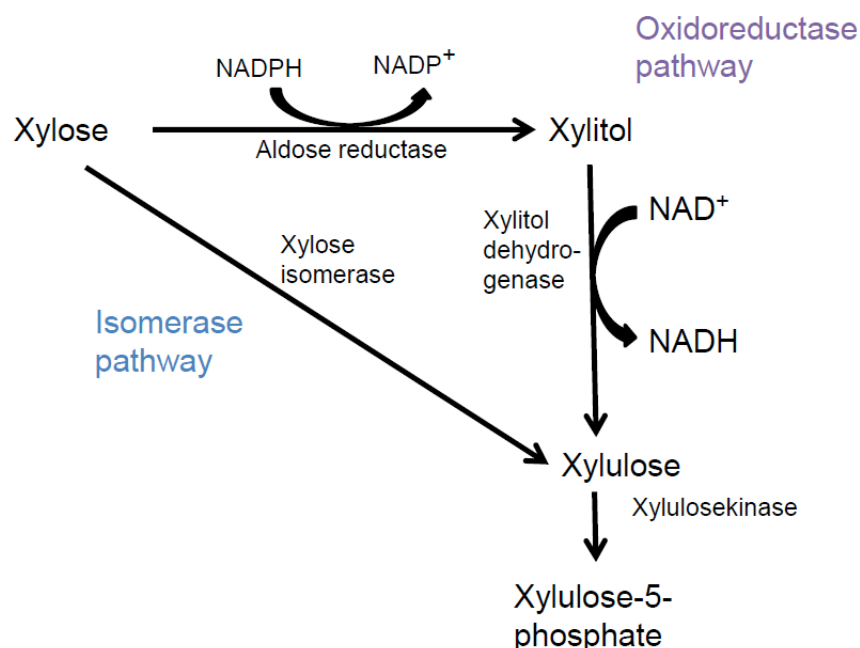 Oxidoreductase
pathway
NADPH
NADP+
Xylose
Aldose reductase
Xylitol
Xylose
isomerase
Xylitol
dehydro-
genase
NAD+
NADH
Isomerase
pathway
Xylulose
Xylulosekinase
Xylulose-5-
phosphate